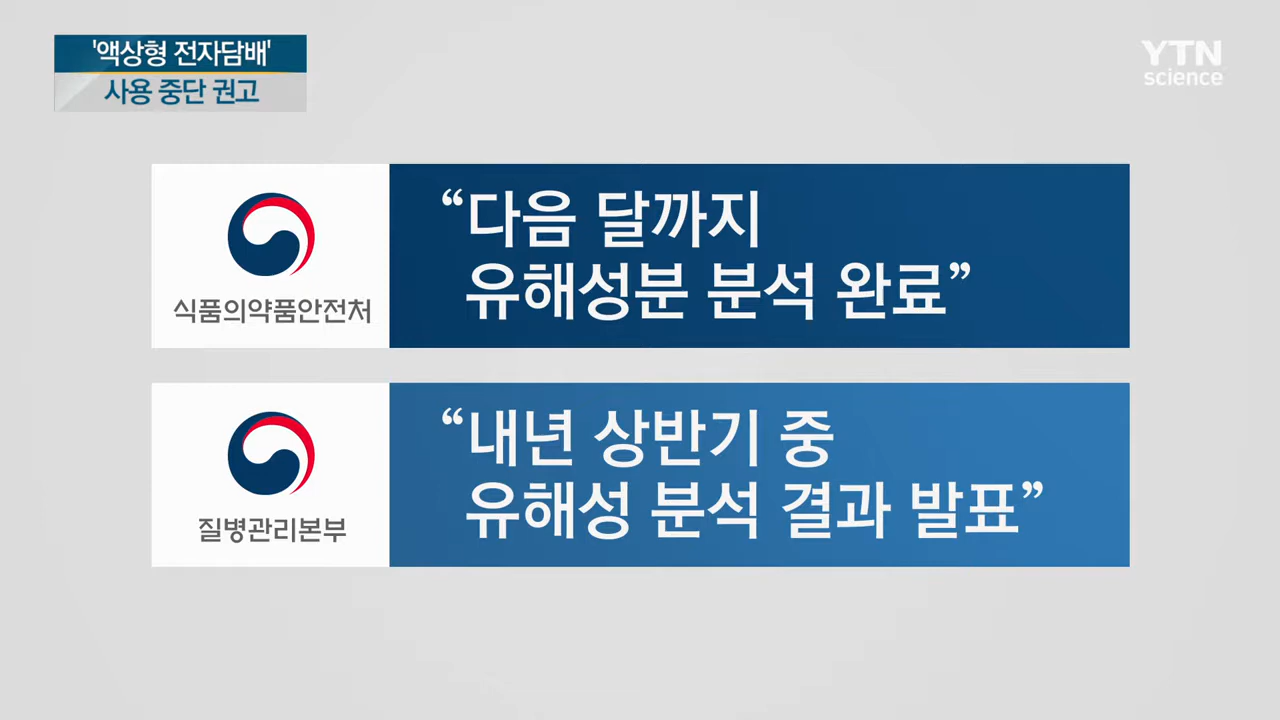 '액상형 전자담배'
사용 중단 권고
YTN
science
식품의약품안전처
“다음 달까지
유해성분 분석 완료”
질병관리본부
“내년 상반기 중
유해성 분석 결과 발표”